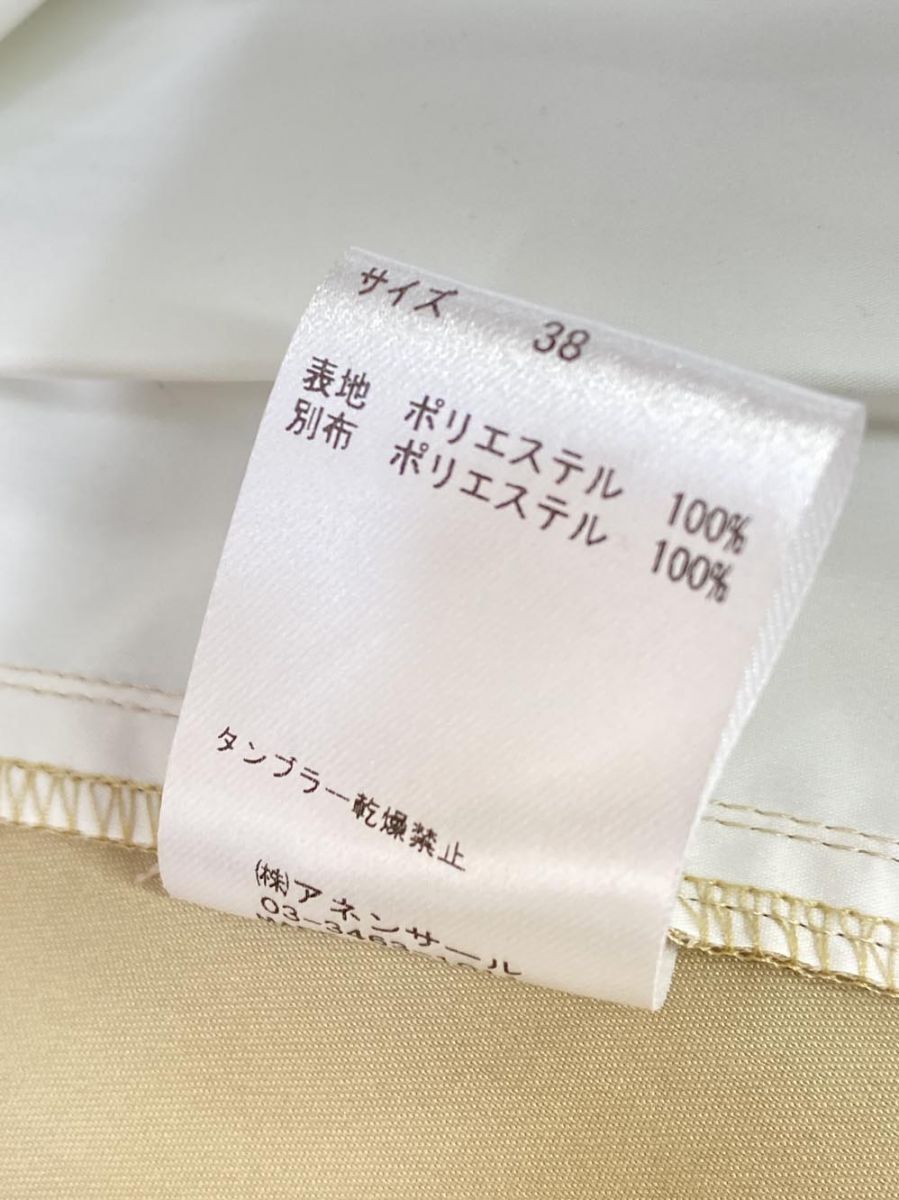 サイズ 38
表地 ポリエステル 100%
別布 ポリエステル 100%
タンブラー乾燥禁止
(株)アネンサール